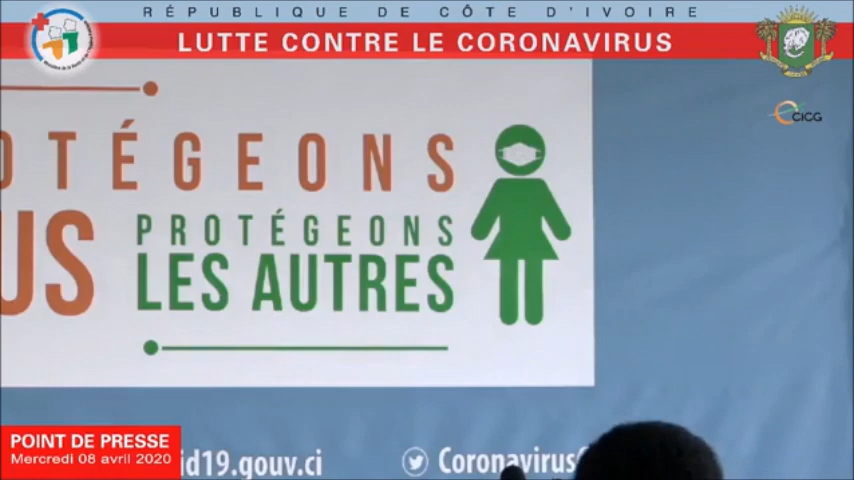 RÉPUBLIQUE DE CÔTE D'IVOIRE
LUTTE CONTRE LE CORONAVIRUS
CICG
OTÉGEONS
US
PROTÉGEONS
LES AUTRES
POINT DE PRESSE
Mercredi 08 avril 2020
id19.gouv.ci
Coronavirus